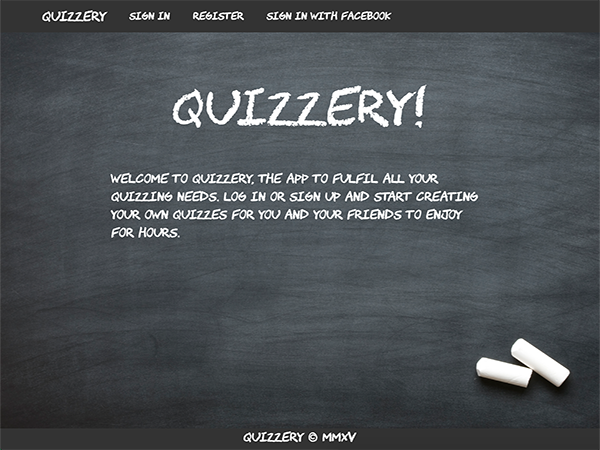 QUIZZERY SIGN IN REGISTER SIGN IN WITH FACEBOOK
QUIZZERY!
WELCOME TO QUIZZERY, THE APP TO FULFIL ALL YOUR
QUIZZING NEEDS. LOG IN OR SIGN UP AND START CREATING
YOUR OWN QUIZZES FOR YOU AND YOUR FRIENDS TO ENJOY
FOR HOURS.
QUIZZERY © MMXV